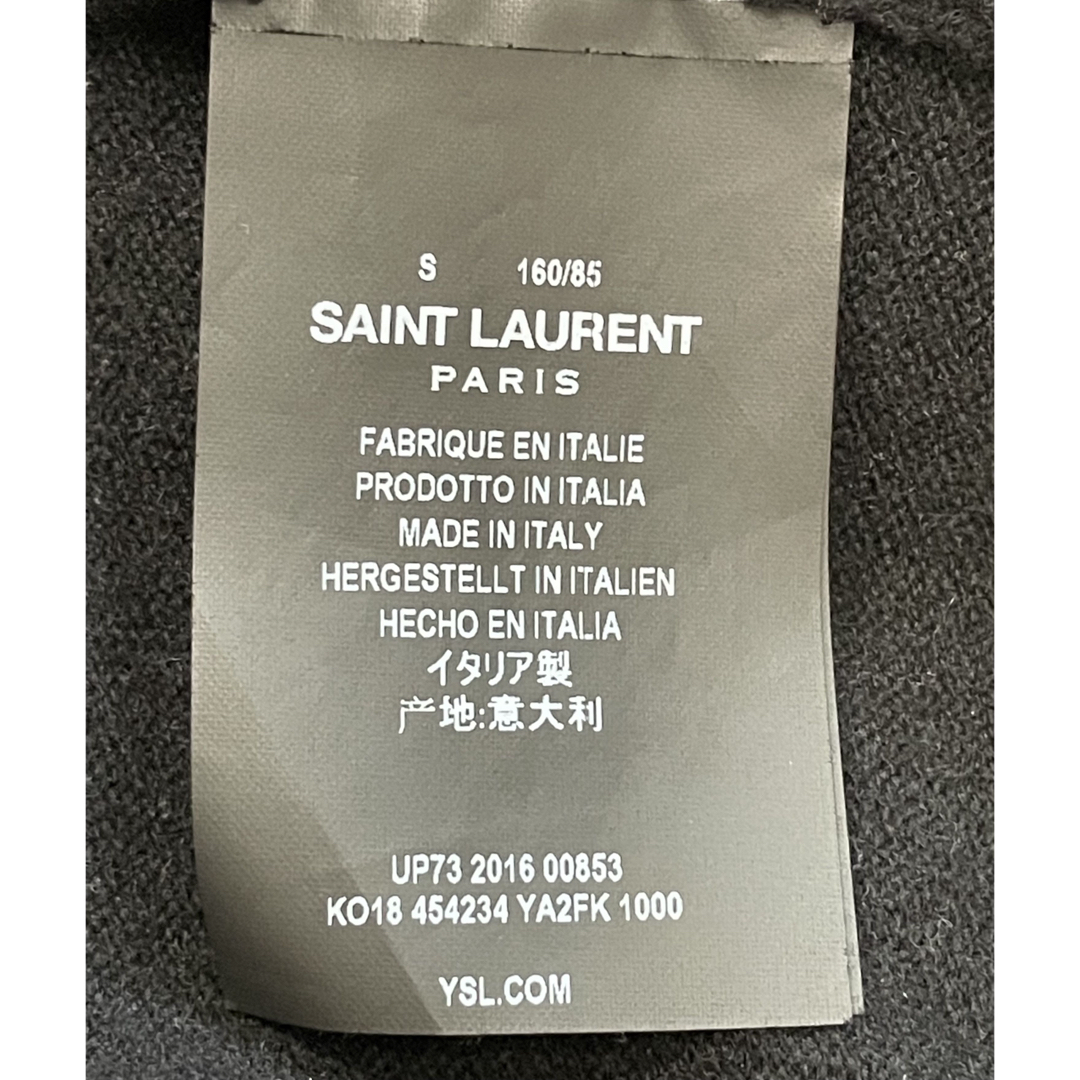 S 160/85
SAINT LAURENT
PARIS
FABRIQUE EN ITALIE
PRODOTTO IN ITALIA
MADE IN ITALY
HERGESTELLT IN ITALIEN
HECHO EN ITALIA
イタリア製
产地:意大利
UP73 2016 00853
KO18 454234 YA2FK 1000
YSL.COM